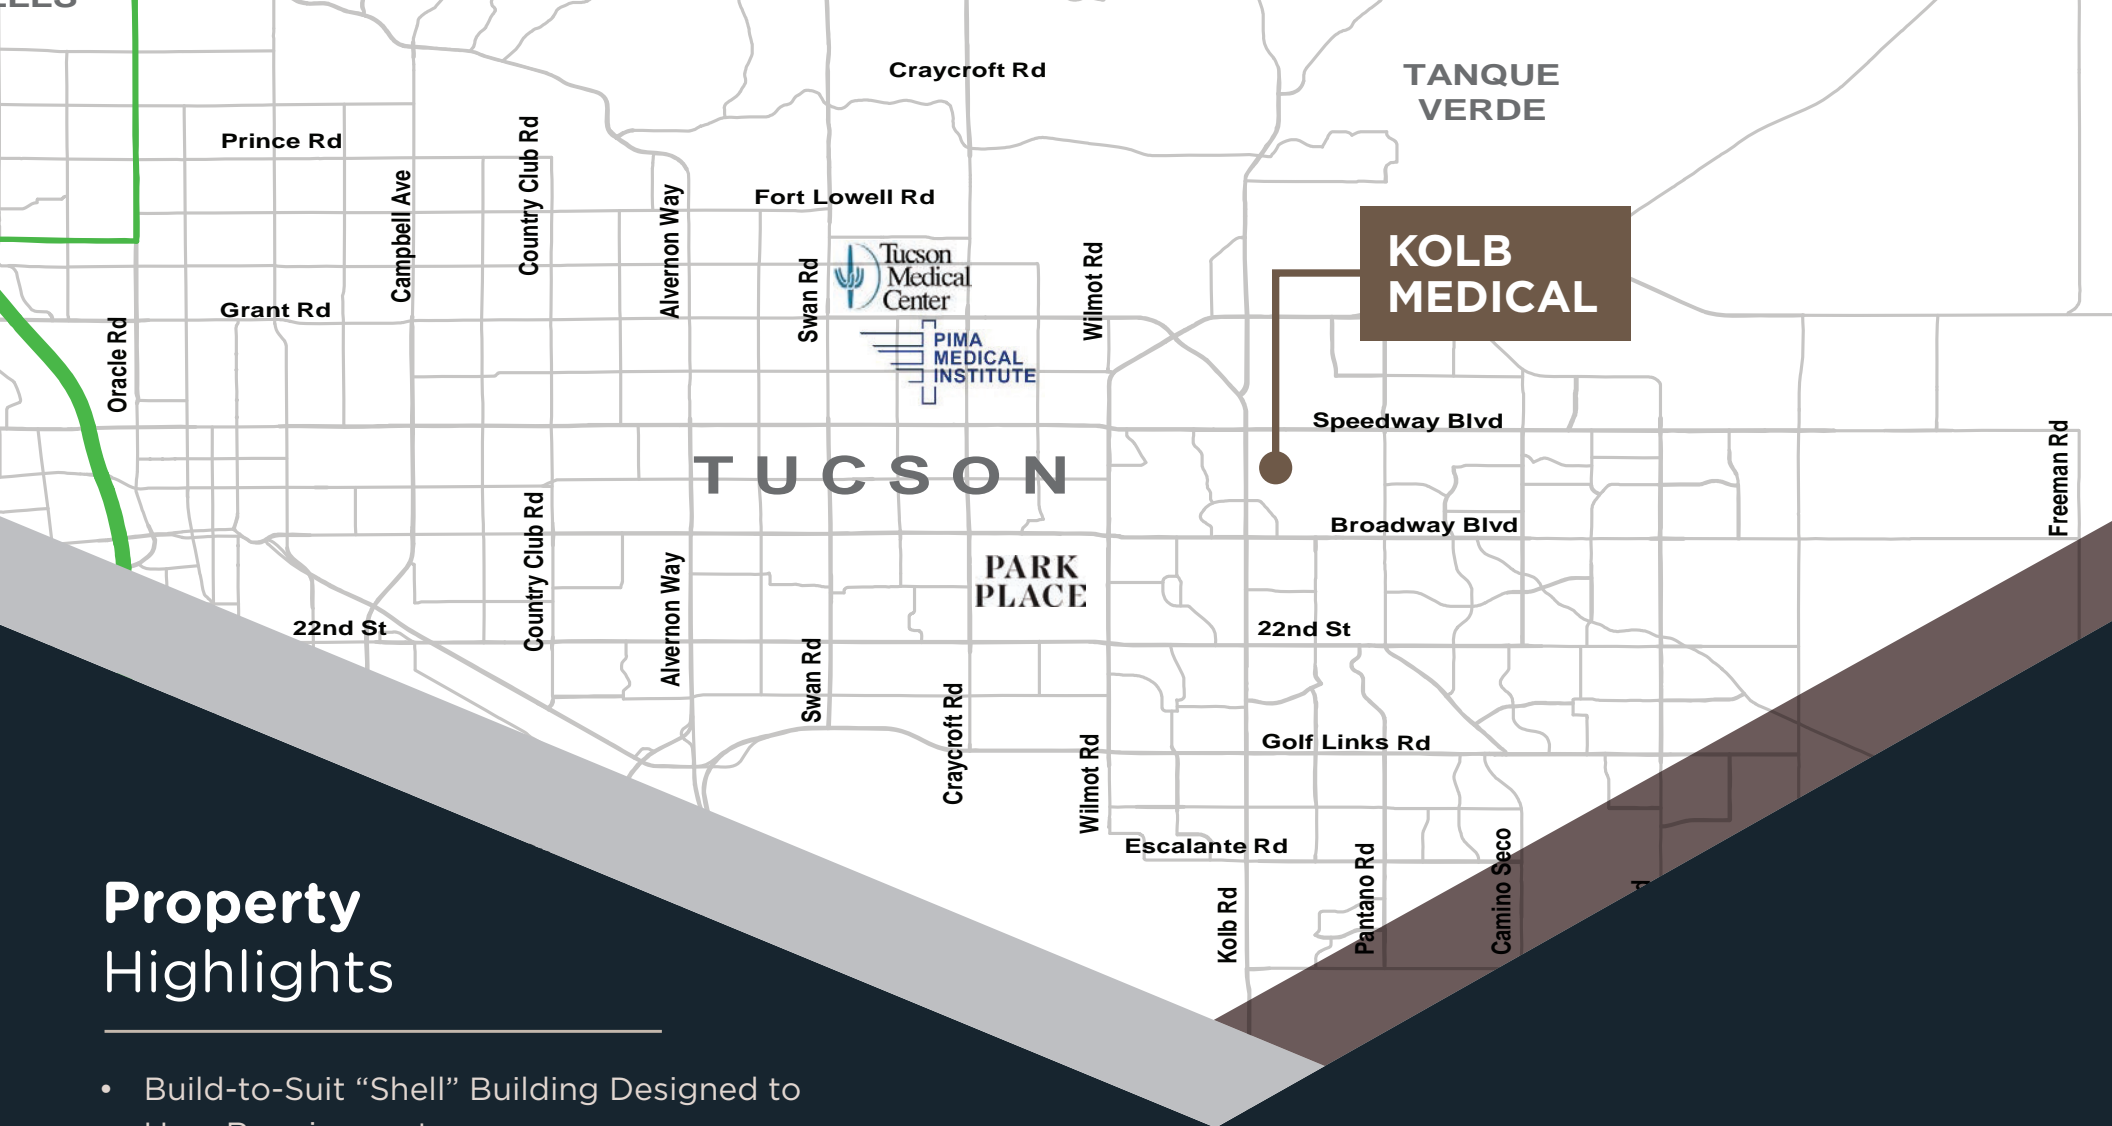 Craycroft Rd
TANQUE
VERDE
Prince Rd
Country Club Rd
Campbell Ave
Alvernon Way
Fort Lowell Rd
Swan Rd
Tucson
Medical
Center
Wilmot Rd
KOLB
MEDICAL
Grant Rd
Oracle Rd
PIMA
MEDICAL
INSTITUTE
Speedway Blvd
Freeman Rd
TUCSON
Country Club Rd
Broadway Blvd
Alvernon Way
PARK
PLACE
22nd St
22nd St
Swan Rd
Craycroft Rd
Wilmot Rd
Golf Links Rd
Escalante Rd
Kolb Rd
Pantano Rd
Camino Seco
Property
Highlights
• Build-to-Suit “Shell” Building Designed to